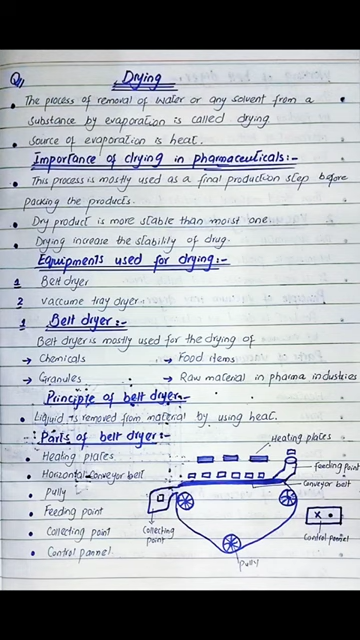 Q// Drying
• The process of removal of water or any solvent from a
substance by evaporation is called drying
• Source of evaporation is heat.
Importance of drying in pharmaceuticals:-
• This process is mostly used as a final production step before
packing the products.
• Dry product is more stable than moist one.
• Drying increase the stability of drug.
Equipments used for drying:-
1 Belt dryer
2 vaccume tray dryer
1 Belt dryer:-
Belt dryer is mostly used for the drying of
→ Chemicals → Food items
→ Granules → Raw material in pharma industries
Principle of belt dryer:-
• Liquid is removed from material by using heat.
Parts of belt dryer:-
• Heating plates
• Horizontal conveyor belt
• Pully
• Feeding point
• Collecting point
• Control pannel
Heating plates
Feeding point
Conveyor belt
Collecting
point
x •
Control pannel
Pully